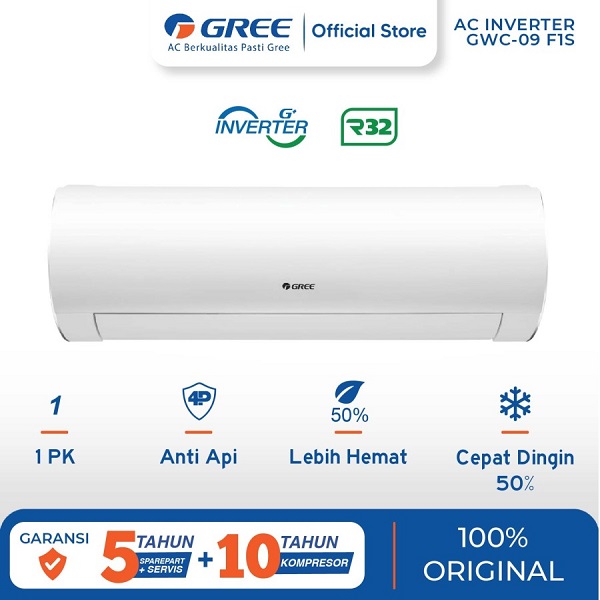 GREE
AC Berkualitas Pasti Gree
Official Store
AC INVERTER
GWC-09 F1S
G+
INVERTER
R32
GREE
1
1 PK
4P
Anti Api
50%
Lebih Hemat
Cepat Dingin
50%
GARANSI
5 TAHUN
SPAREPART
+ SERVIS
+ 10 TAHUN
KOMPRESOR
100%
ORIGINAL